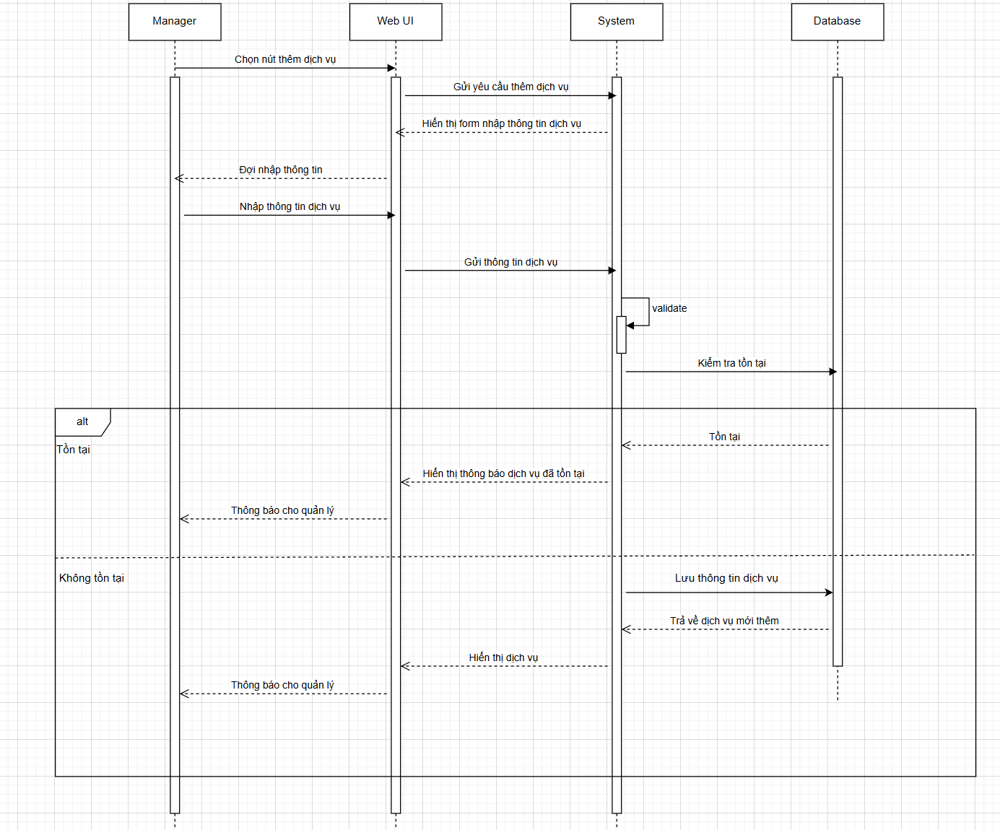 Manager
Web UI
System
Database
Chọn nút thêm dịch vụ
Gửi yêu cầu thêm dịch vụ
Hiển thị form nhập thông tin dịch vụ
Đợi nhập thông tin
Nhập thông tin dịch vụ
Gửi thông tin dịch vụ
validate
Kiểm tra tồn tại
alt
Tồn tại
Tồn tại
Hiển thị thông báo dịch vụ đã tồn tại
Thông báo cho quản lý
Không tồn tại
Lưu thông tin dịch vụ
Trả về dịch vụ mới thêm
Hiển thị dịch vụ
Thông báo cho quản lý